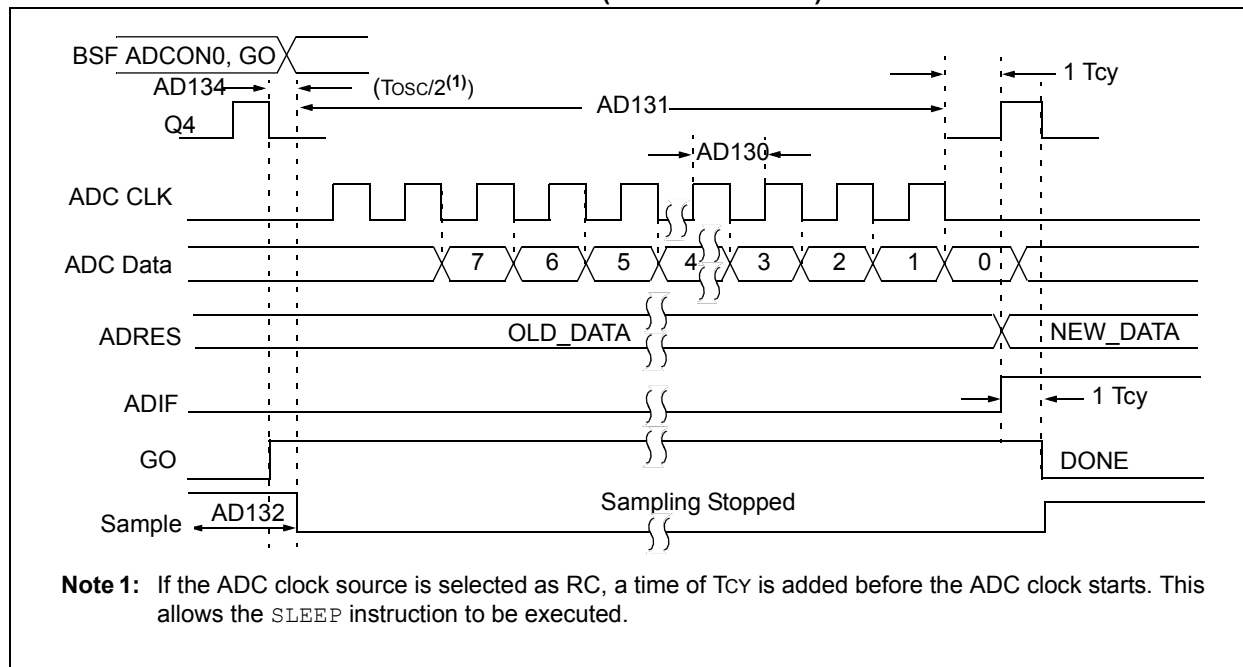 BSF ADCON0, GO
AD134
(TOSC/2(1))
AD131
1 Tcy
Q4
AD130
ADC CLK
ADC Data
7 6 5 4 3 2 1 0
ADRES
OLD_DATA
NEW_DATA
ADIF
1 Tcy
GO
DONE
Sample
AD132
Sampling Stopped
Note 1: If the ADC clock source is selected as RC, a time of TCY is added before the ADC clock starts. This
allows the SLEEP instruction to be executed.